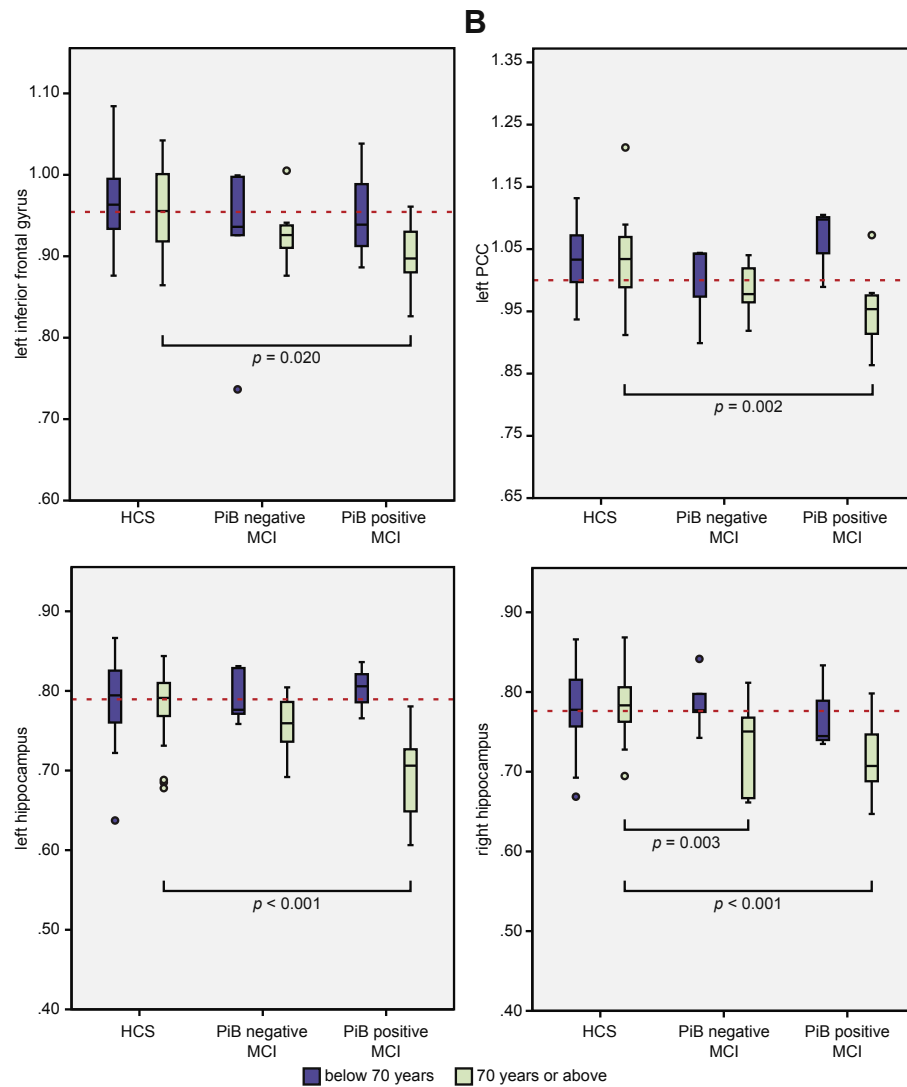 B
left inferior frontal gyrus
1.10
1.00
.90
.80
.70
.60
p = 0.020
HCS
PiB negative
MCI
PiB positive
MCI
left PCC
1.35
1.25
1.15
1.05
.95
.85
.75
.65
p = 0.002
HCS
PiB negative
MCI
PiB positive
MCI
left hippocampus
.90
.80
.70
.60
.50
.40
p < 0.001
HCS
PiB negative
MCI
PiB positive
MCI
right hippocampus
.90
.80
.70
.60
.50
.40
p = 0.003
p < 0.001
HCS
PiB negative
MCI
PiB positive
MCI
below 70 years
70 years or above